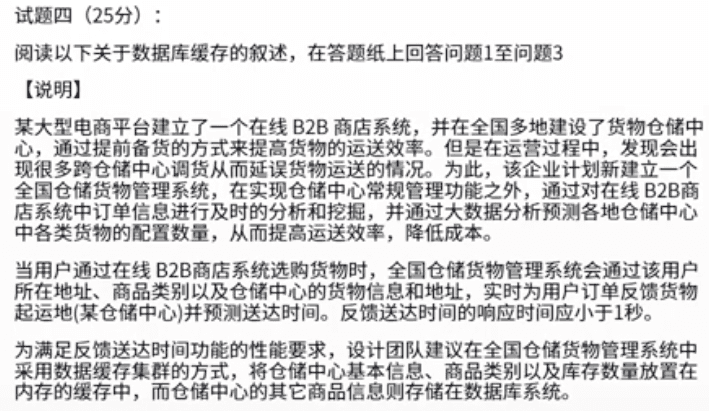 试题四（25分）：
阅读以下关于数据库缓存的叙述，在答题纸上回答问题1至问题3
【说明】
某大型电商平台建立了一个在线 B2B 商店系统，并在全国多地建设了货物仓储中
心，通过提前备货的方式来提高货物的运送效率。但是在运营过程中，发现会出
现很多跨仓储中心调货从而延误货物运送的情况。为此，该企业计划新建立一个
全国仓储货物管理系统，在实现仓储中心常规管理功能之外，通过对在线 B2B商
店系统中订单信息进行及时的分析和挖掘，并通过大数据分析预测各地仓储中心
中各类货物的配置数量，从而提高运送效率，降低成本。
当用户通过在线 B2B商店系统选购货物时，全国仓储货物管理系统会通过该用户
所在地址、商品类别以及仓储中心的货物信息和地址，实时为用户订单反馈货物
起运地(某仓储中心)并预测送达时间。反馈送达时间的响应时间应小于1秒。
为满足反馈送达时间功能的性能要求，设计团队建议在全国仓储货物管理系统中
采用数据缓存集群的方式，将仓储中心基本信息、商品类别以及库存数量放置在
内存的缓存中，而仓储中心的其它商品信息则存储在数据库系统。